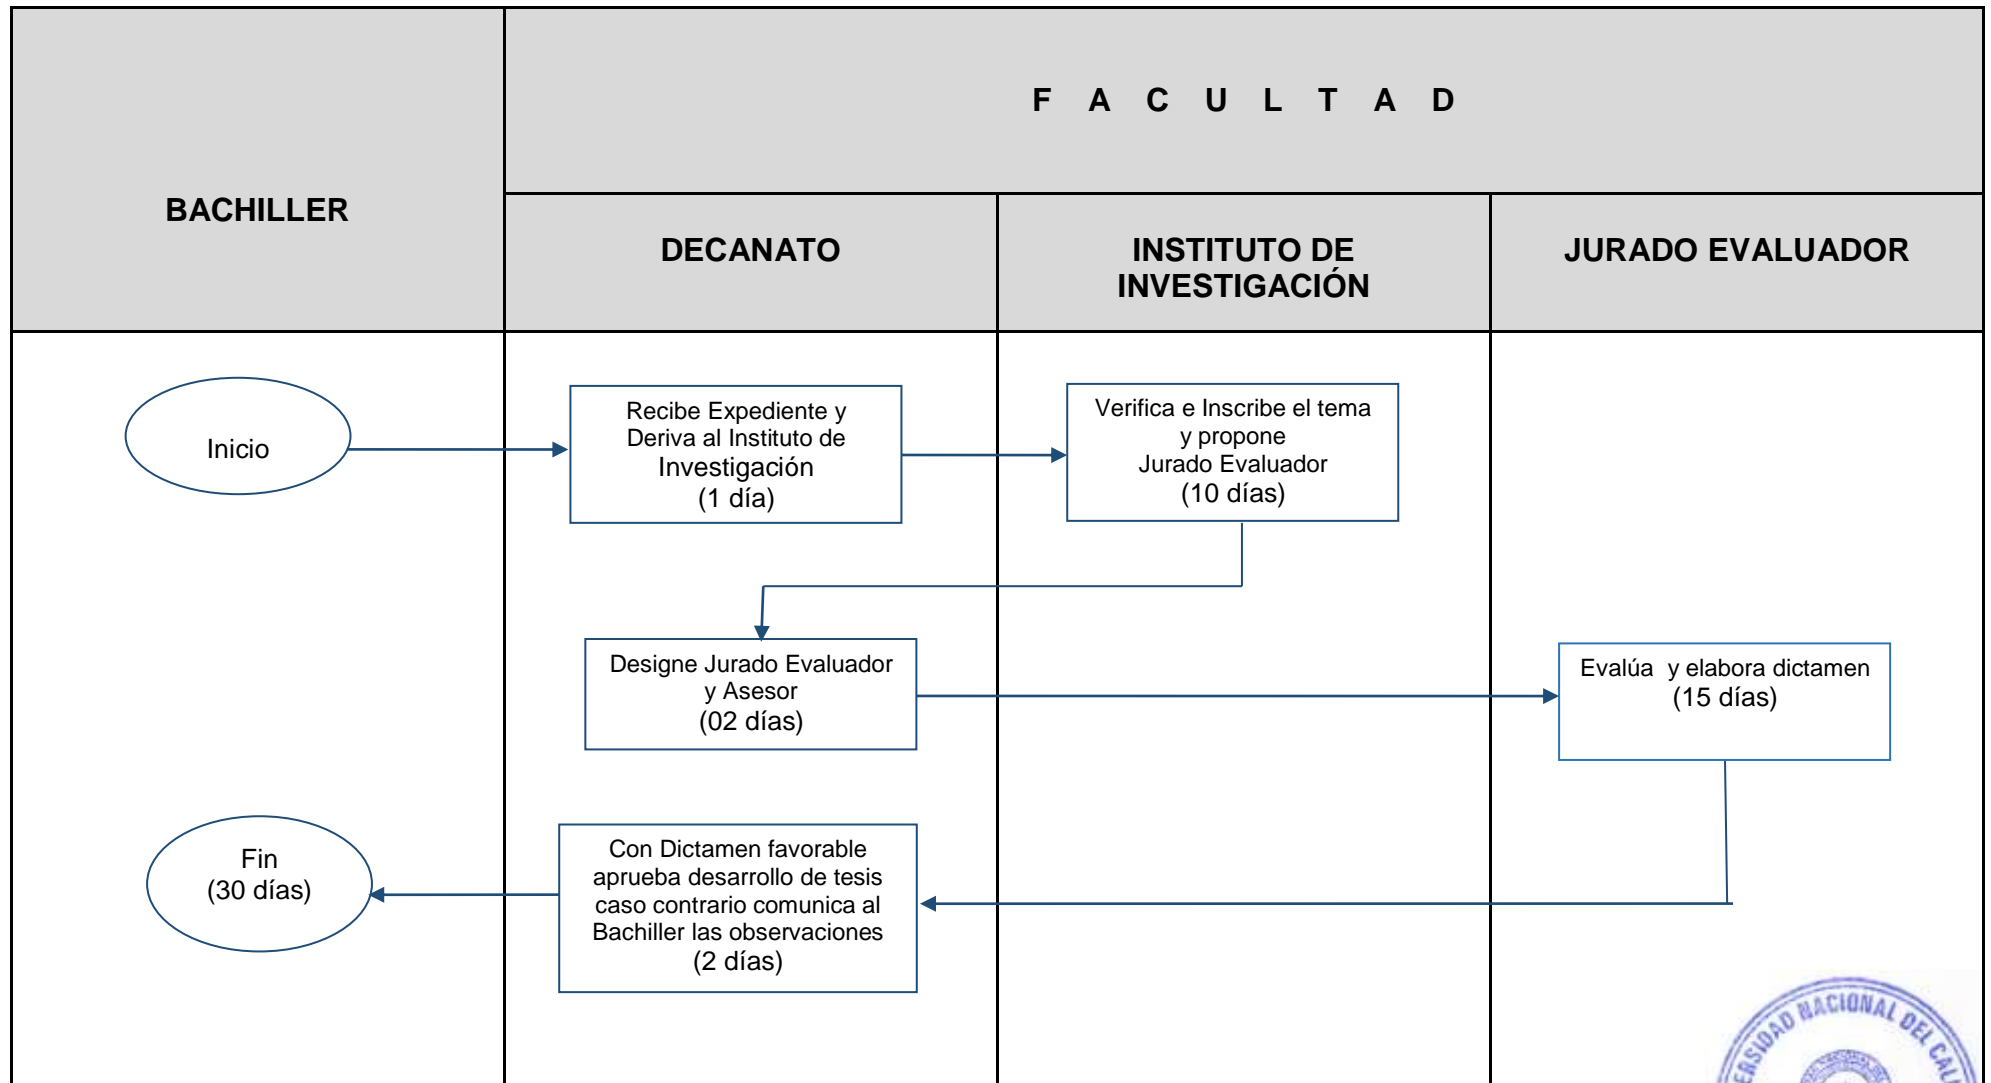 F A C U L T A D
BACHILLER
DECANATO
INSTITUTO DE
INVESTIGACIÓN
JURADO EVALUADOR
Inicio
Recibe Expediente y
Deriva al Instituto de
Investigación
(1 día)
Verifica e Inscribe el tema
y propone
Jurado Evaluador
(10 días)
Designe Jurado Evaluador
y Asesor
(02 días)
Evalúa y elabora dictamen
(15 días)
Fin
(30 días)
Con Dictamen favorable
aprueba desarrollo de tesis
caso contrario comunica al
Bachiller las observaciones
(2 días)
NACIONAL DEL